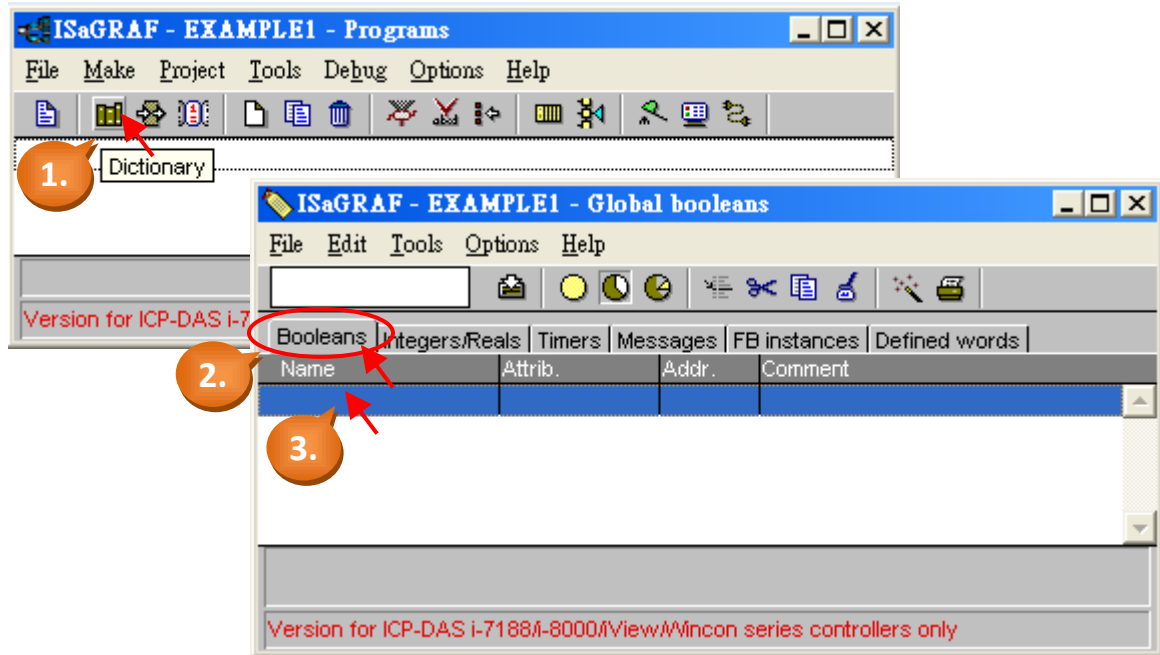 ISaGRAF - EXAMPLE1 - Programs
File Make Project Tools Debug Options Help
1.
Dictionary
Version for ICP-DAS i-7
ISaGRAF - EXAMPLE1 - Global booleans
File Edit Tools Options Help
Booleans Integers/Reals Timers Messages FB instances Defined words
2.
Name Attrib. Addr. Comment
3.
Version for ICP-DAS i-7188/i-8000/iView/Wincon series controllers only